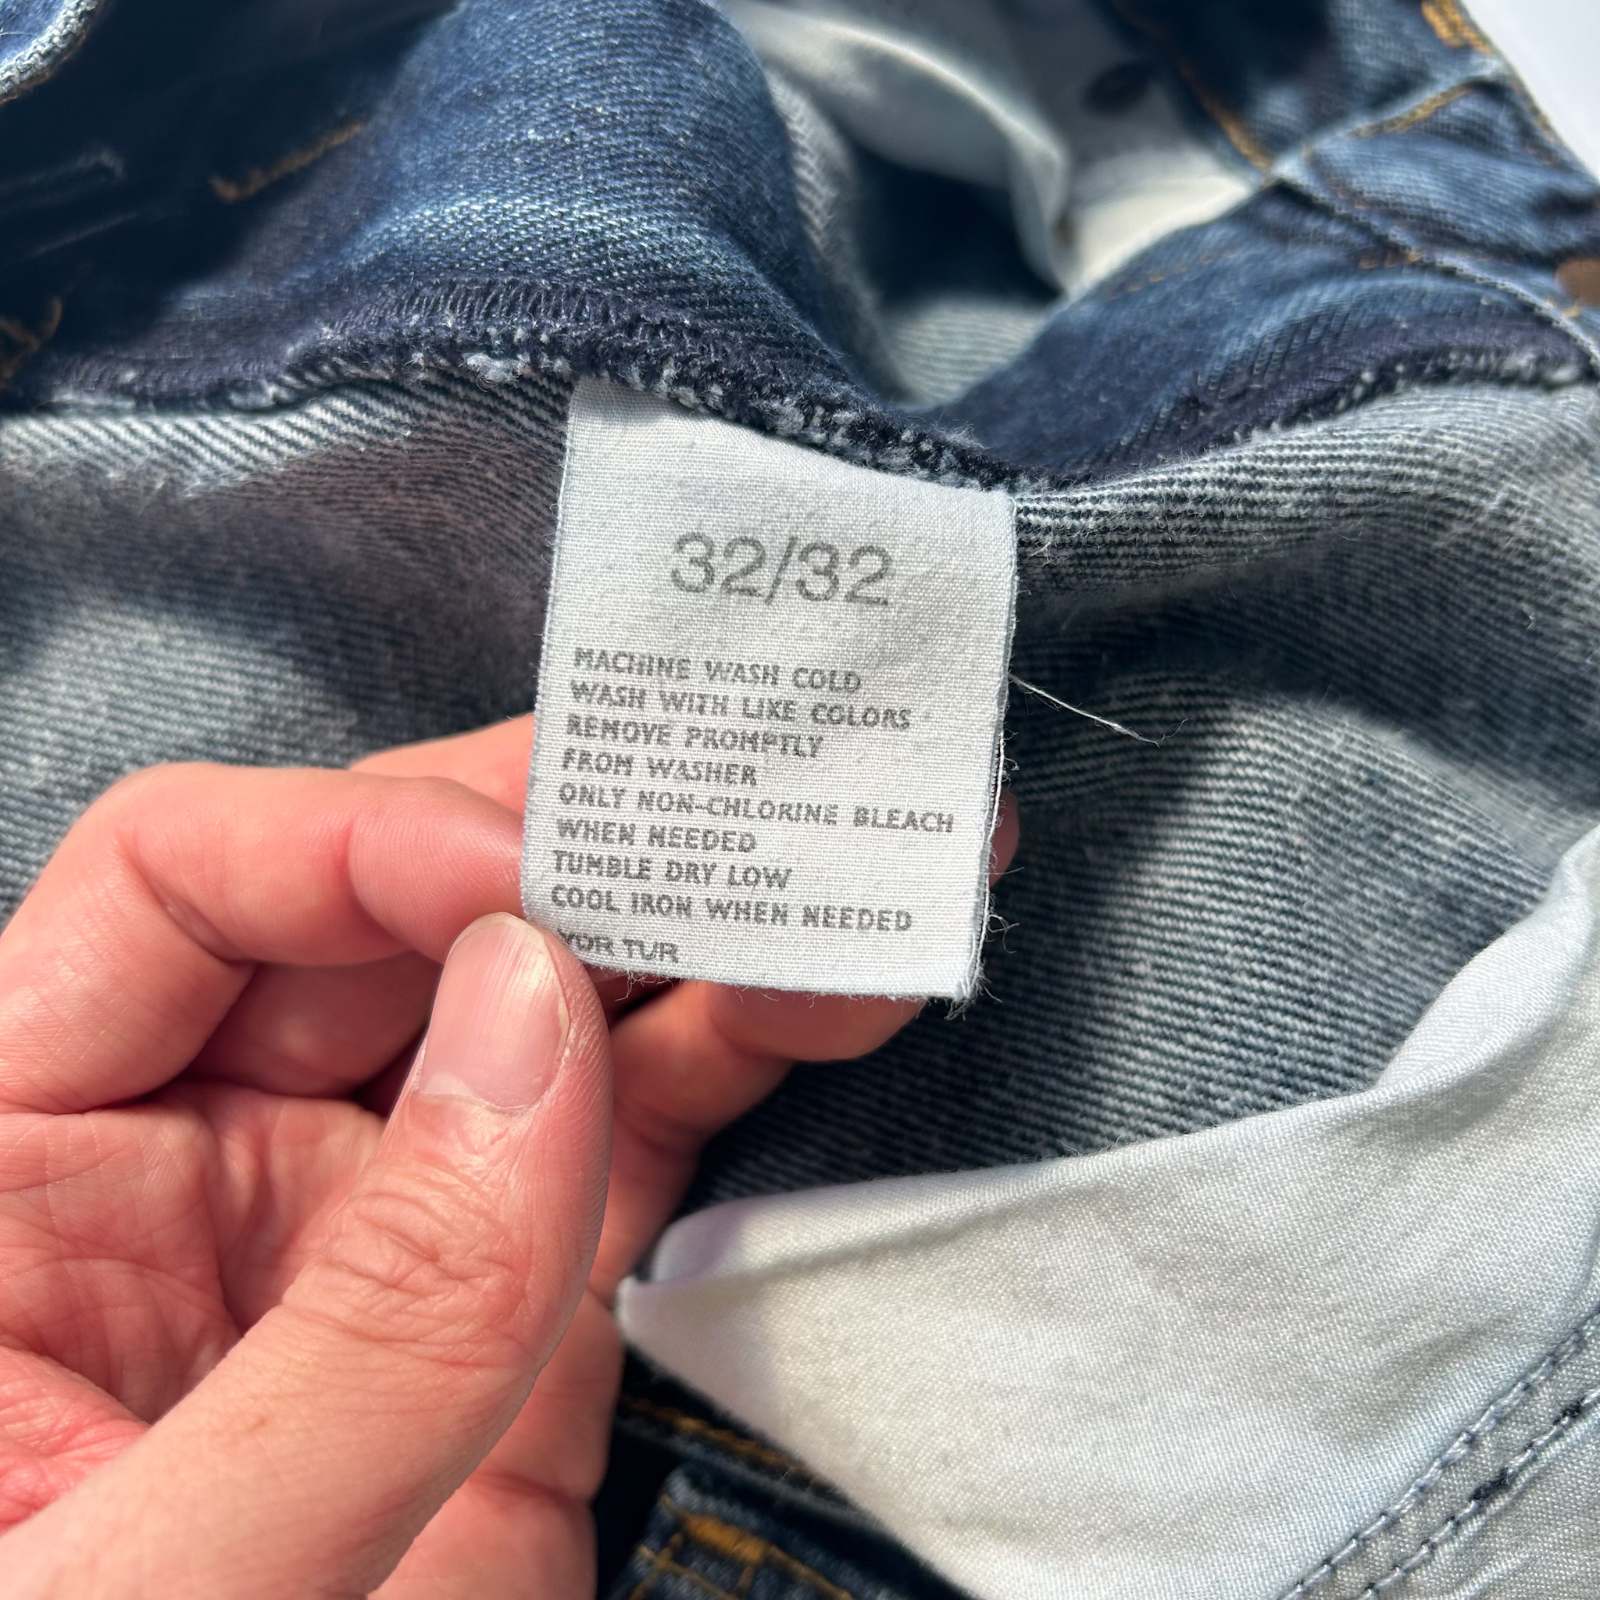 32/32
MACHINE WASH COLD
WASH WITH LIKE COLORS
REMOVE PROMPTLY
FROM WASHER
ONLY NON-CHLORINE BLEACH
WHEN NEEDED
TUMBLE DRY LOW
COOL IRON WHEN NEEDED
TUR